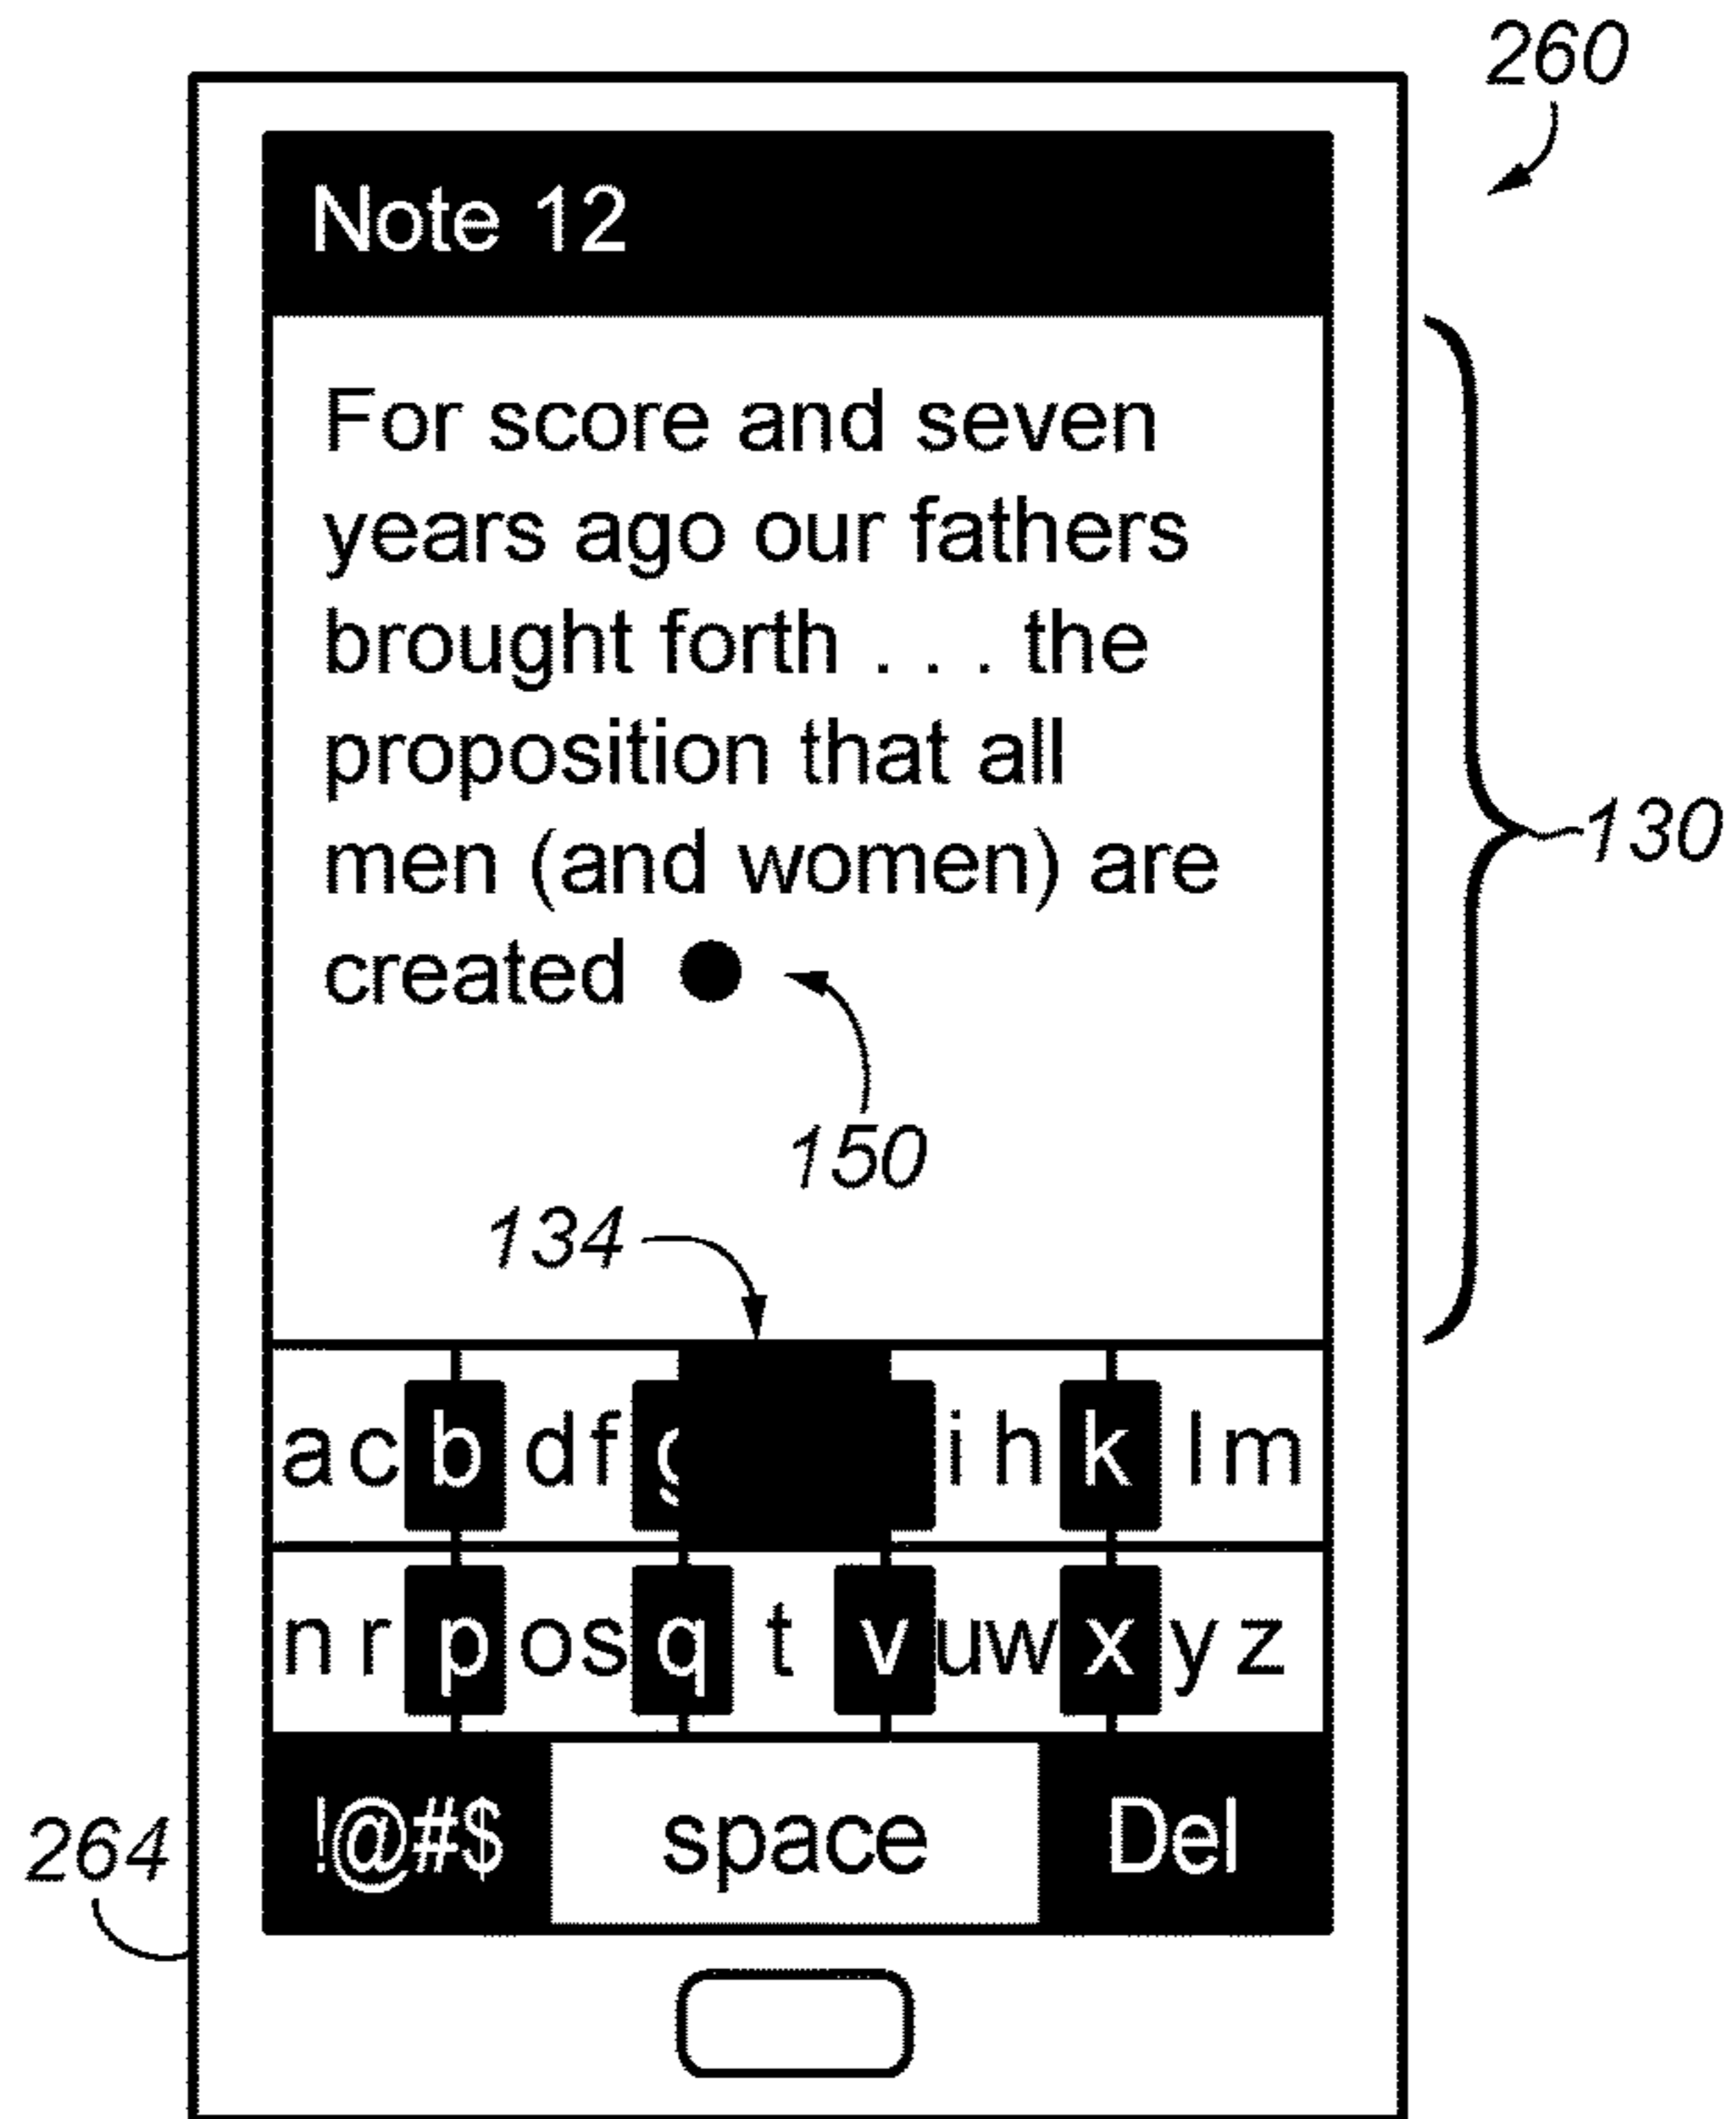 260
Note 12
For score and seven
years ago our fathers
brought forth . . . the
proposition that all
men (and women) are
created ●
130
150
134
a c b d f g i h k l m
n r p o s q t v u w x y z
!@#$ space Del
264